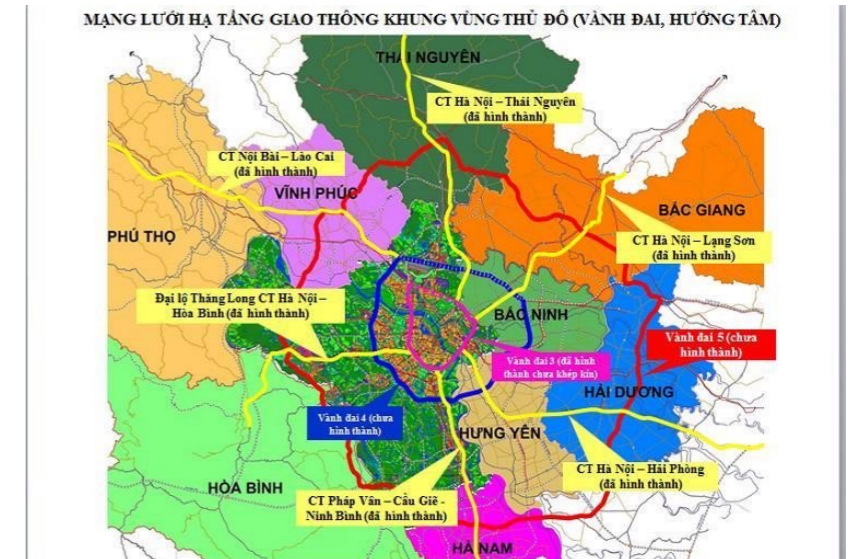 MẠNG LƯỚI HẠ TẦNG GIAO THÔNG KHUNG VÙNG THỦ ĐÔ (VÀNH ĐAI, HƯỚNG TÂM)
THÁI NGUYÊN
CT Hà Nội – Thái Nguyên
(đã hình thành)
CT Nội Bài – Lào Cai
(đã hình thành)
VĨNH PHÚC
BẮC GIANG
PHÚ THỌ
CT Hà Nội – Lạng Sơn
(đã hình thành)
Đại lộ Thăng Long CT Hà Nội –
Hòa Bình (đã hình thành)
BẮC NINH
Vành đai 5 (chưa
hình thành)
Vành đai 3 (đã hình
thành chưa khép kín)
HẢI DƯƠNG
Vành đai 4 (chưa
hình thành)
HƯNG YÊN
CT Hà Nội – Hải Phòng
(đã hình thành)
HÒA BÌNH
CT Pháp Vân – Cầu Giẽ -
Ninh Bình (đã hình thành)
HÀ NAM